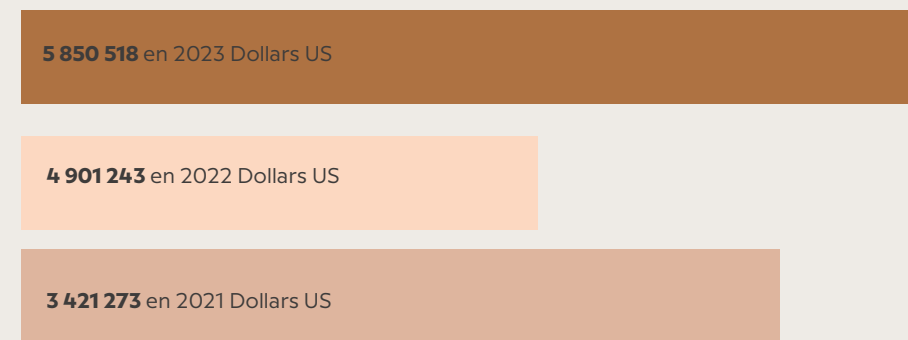 5 850 518 en 2023 Dollars US
4 901 243 en 2022 Dollars US
3 421 273 en 2021 Dollars US